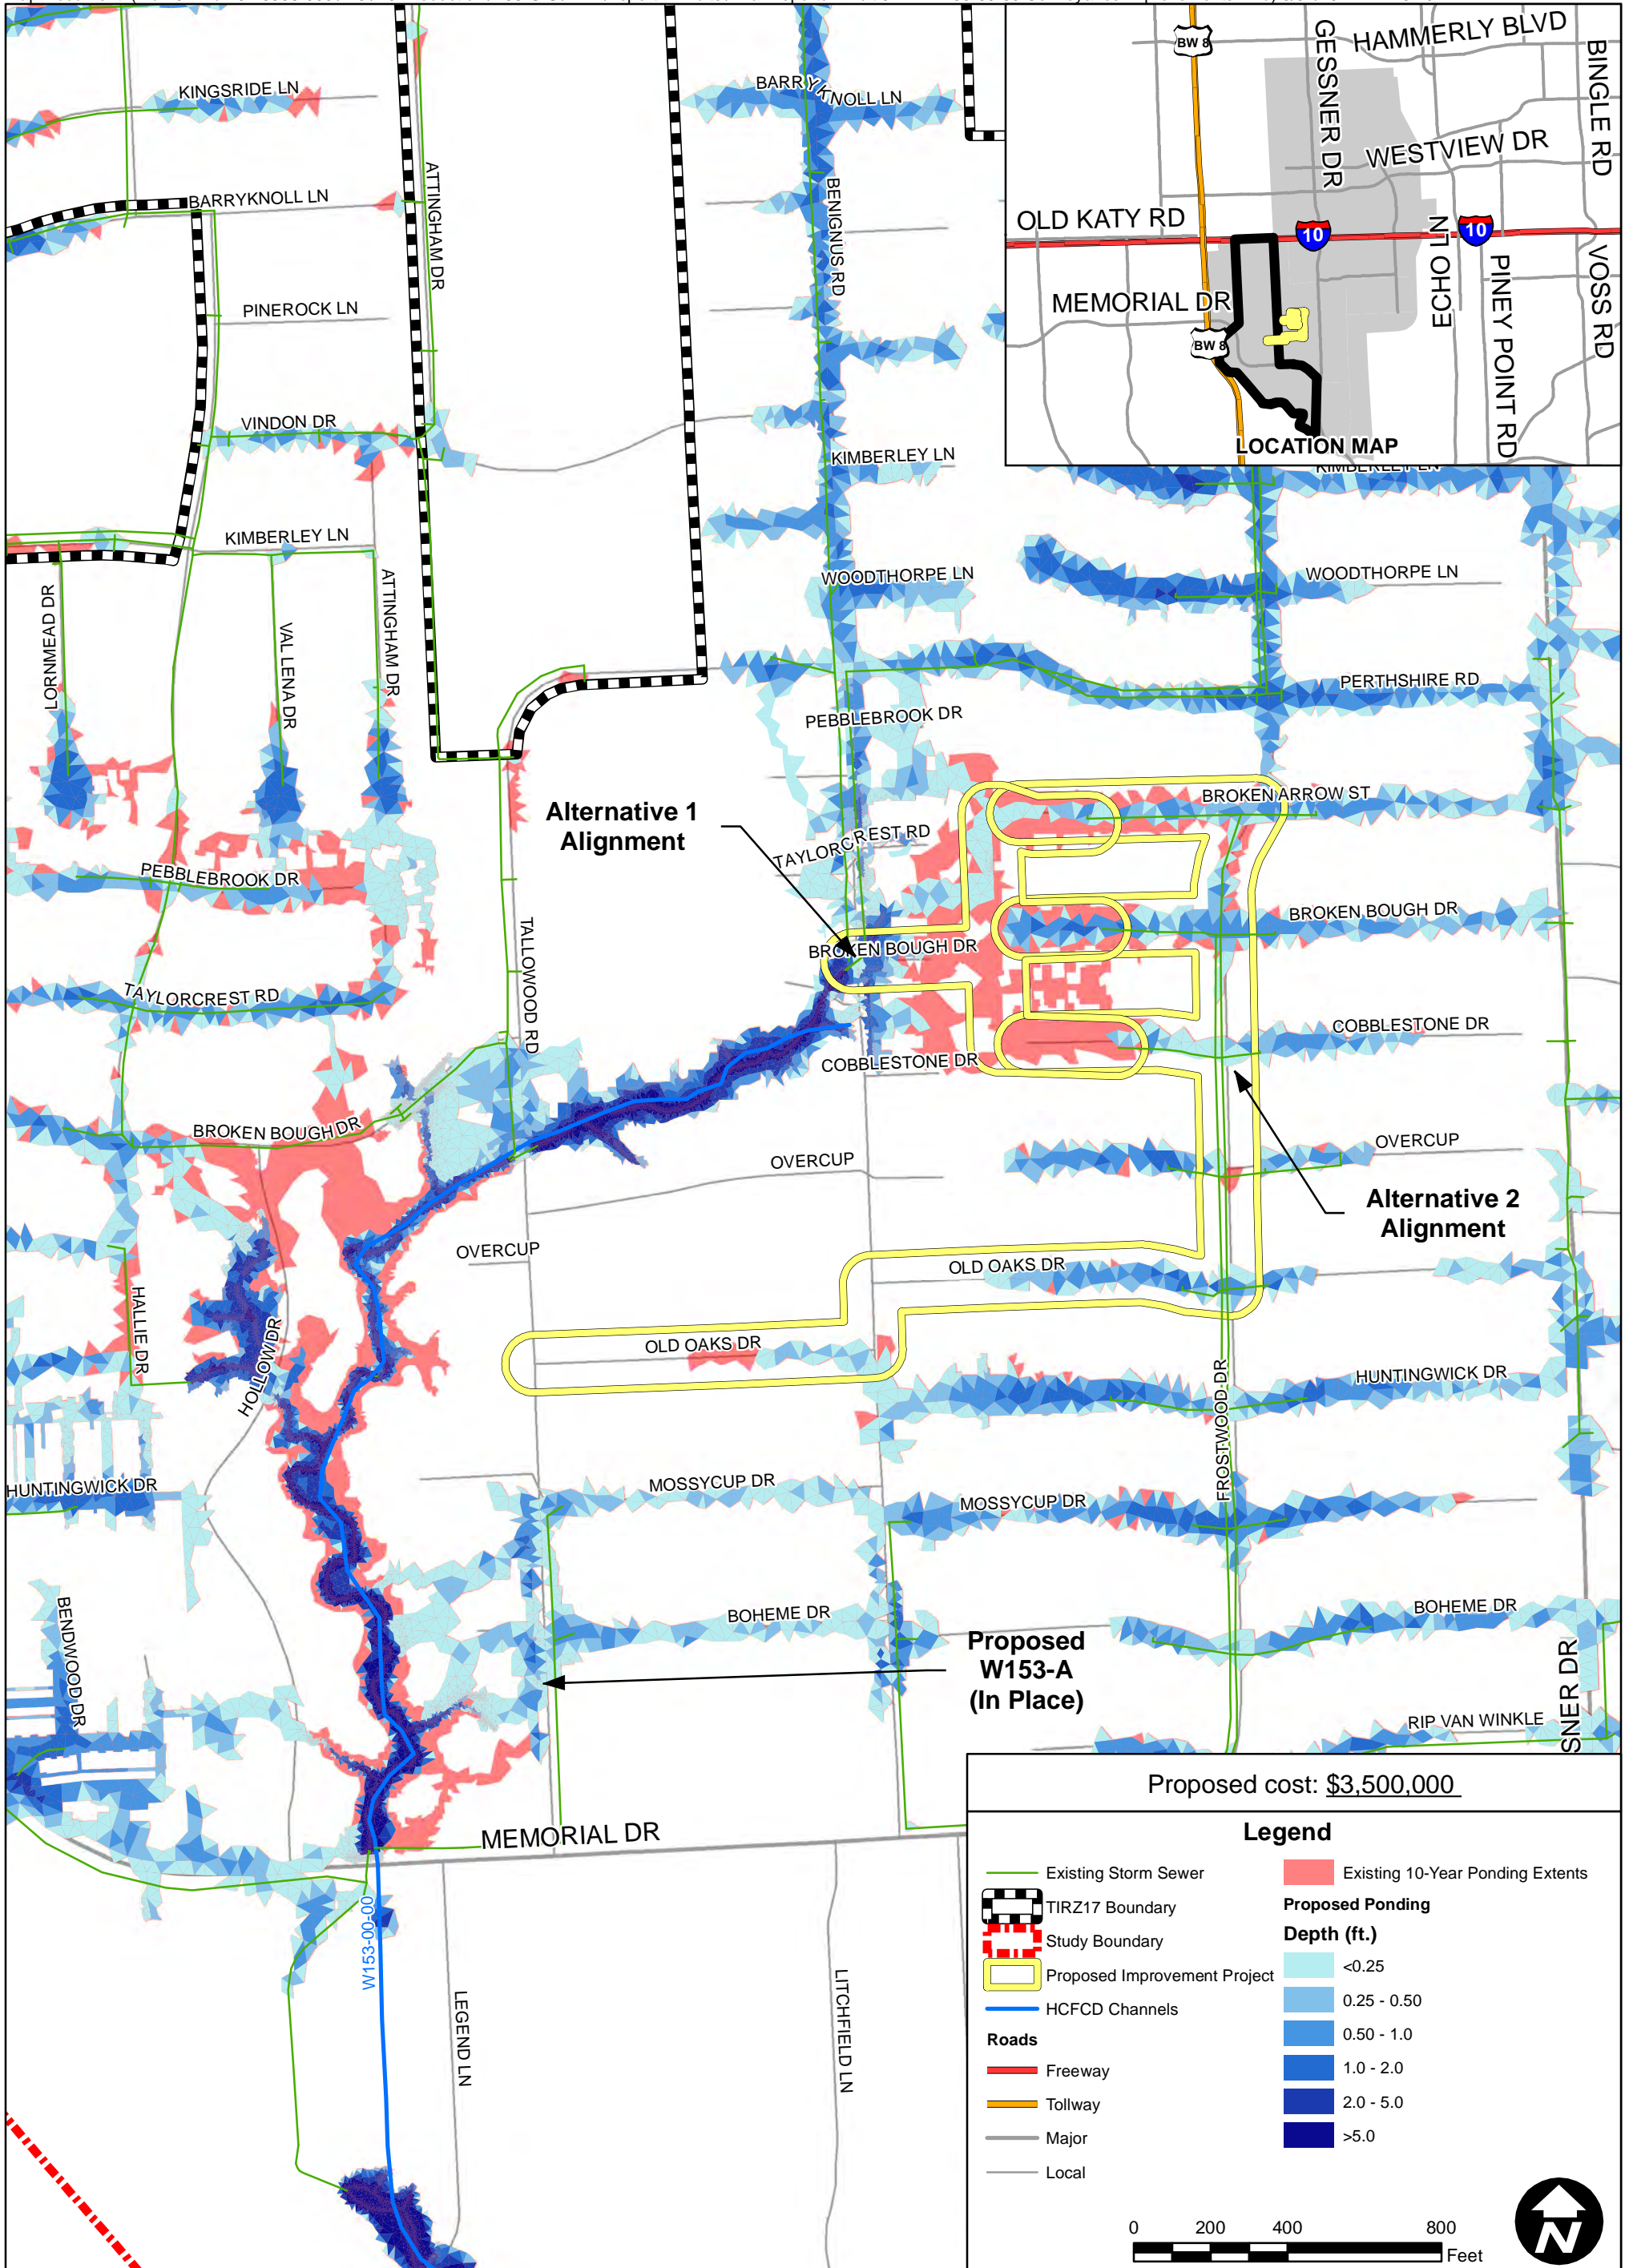 KINGSRIDE LN
BARRYKNOLL LN
BARRYKNOLL LN
ATTINGHAM DR
BENIGNUS RD
PINEROCK LN
VINDON DR
KIMBERLEY LN
KIMBERLEY LN
KIMBERLEY LN
BW 8
HAMMERLY BLVD
GESSNER DR
BINGLE RD
WESTVIEW DR
OLD KATY RD
10
10
ECHO LN
PINEY POINT RD
VOSS RD
MEMORIAL DR
BW 8
LOCATION MAP
LORNMEAD DR
VAL LENA DR
ATTINGHAM DR
WOODTHORPE LN
WOODTHORPE LN
PERTHSHIRE RD
PEBBLEBROOK DR
Alternative 1
Alignment
TAYLORCREST RD
BROKEN ARROW ST
PEBBLEBROOK DR
TALLOWOOD RD
BROKEN BOUGH DR
BROKEN BOUGH DR
TAYLORCREST RD
COBBLESTONE DR
COBBLESTONE DR
BROKEN BOUGH DR
OVERCUP
OVERCUP
Alternative 2
Alignment
OVERCUP
OLD OAKS DR
HALLIE DR
HOLLOW DR
OLD OAKS DR
HUNTINGWICK DR
FROSTWOOD DR
HUNTINGWICK DR
MOSSYCUP DR
MOSSYCUP DR
BENDWOOD DR
BOHEME DR
BOHEME DR
Proposed
W153-A
(In Place)
SNER DR
RIP VAN WINKLE
MEMORIAL DR
W153-00-00
LEGEND LN
LITCHFIELD LN
Proposed cost: $3,500,000
Legend
Existing Storm Sewer
TIRZ17 Boundary
Study Boundary
Proposed Improvement Project
HCFCD Channels
Roads
Freeway
Tollway
Major
Local
Existing 10-Year Ponding Extents
Proposed Ponding
Depth (ft.)
<0.25
0.25 - 0.50
0.50 - 1.0
1.0 - 2.0
2.0 - 5.0
>5.0
0 200 400 800
Feet
N